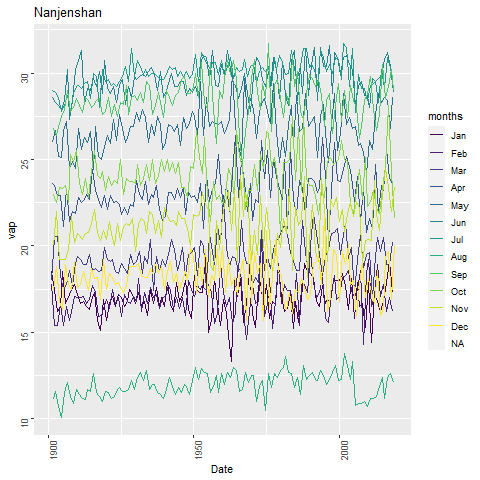 Nanjenshan
30
25
20
15
10
vap
1900
1950
2000
Date
months
Jan
Feb
Mar
Apr
May
Jun
Jul
Aug
Sep
Oct
Nov
Dec
NA